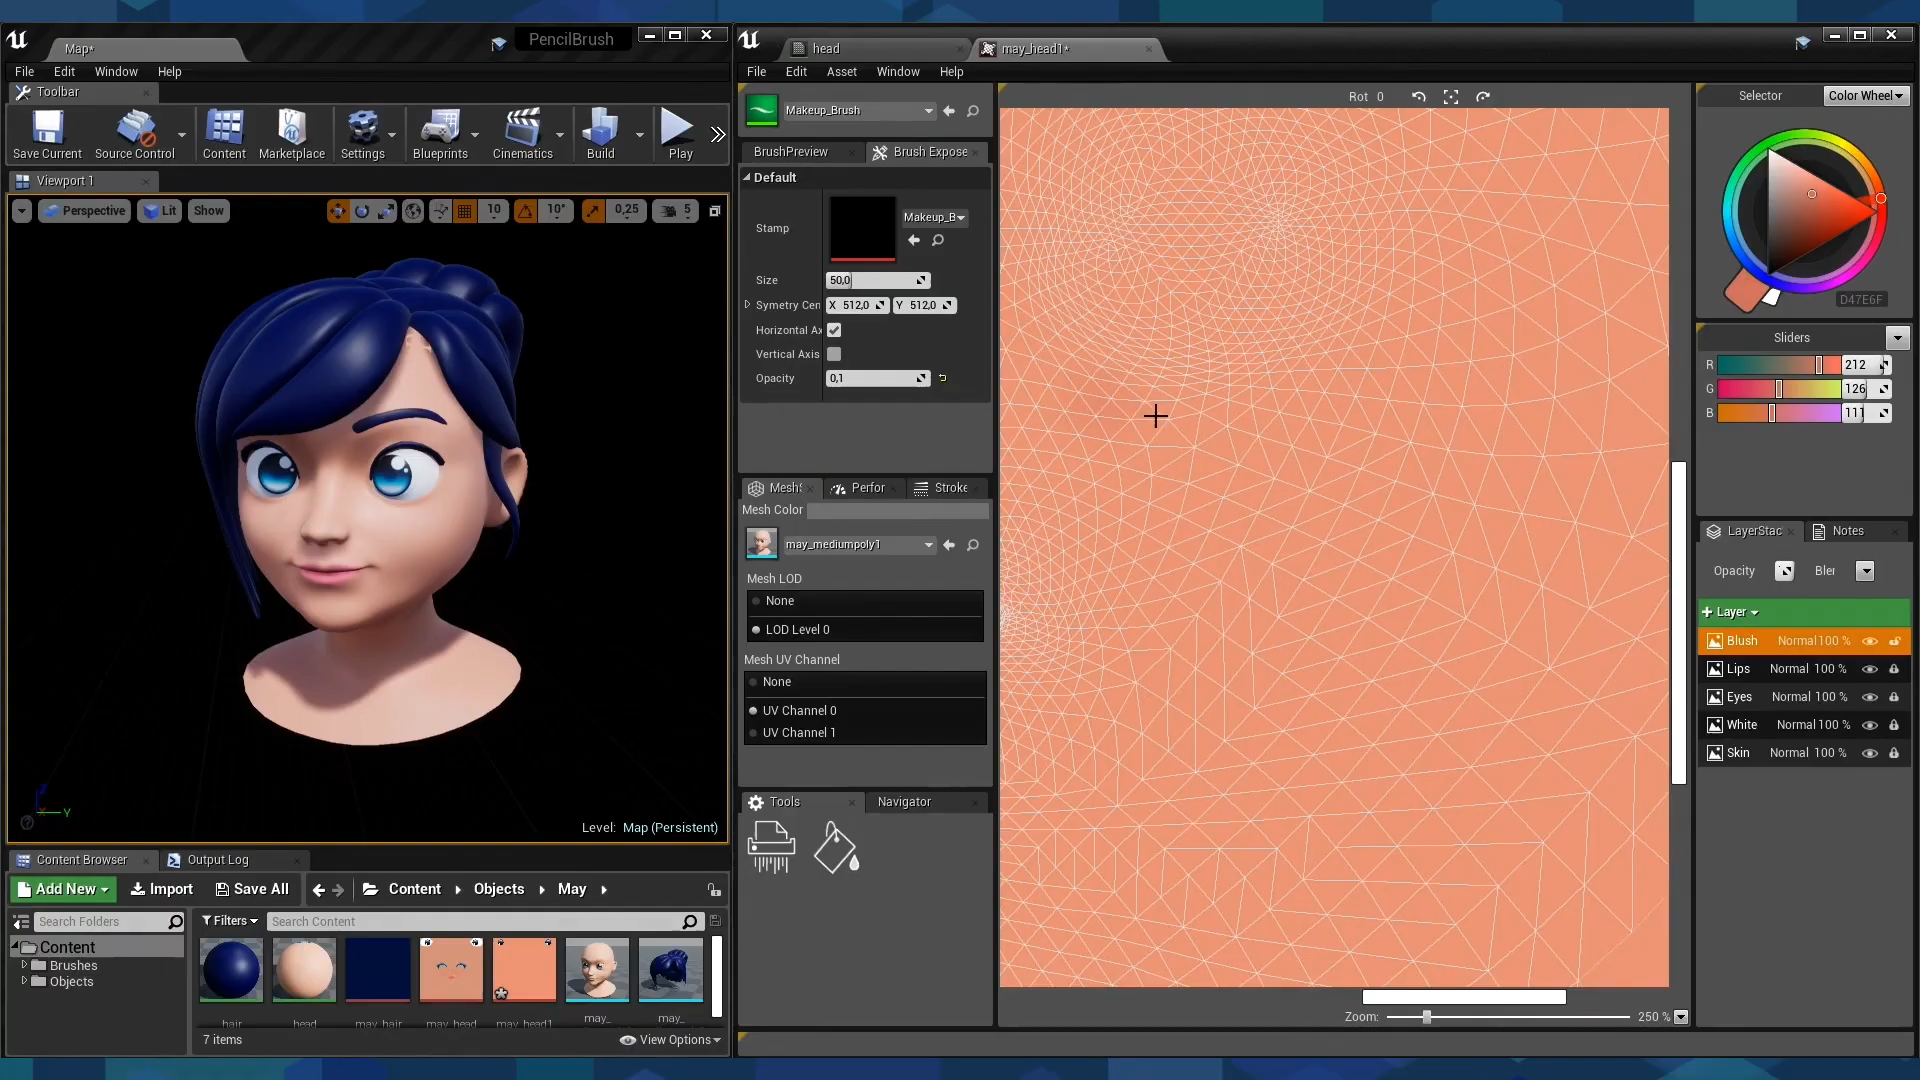 Map*
PencilBrush
File Edit Window Help
Toolbar
Save Current Source Control Content Marketplace Settings Blueprints Cinematics Build Play
Viewport 1
Perspective Lit Show 10 10° 0,25 5
Level: Map (Persistent)
X Y Z
Content Browser Output Log
Add New Import Save All Content Objects May
Search Folders Filters Search Content
Content
Brushes
Objects
hair head may_hair may_head may_head1 may_ may_
7 items View Options
head may_head1*
File Edit Asset Window Help
Makeup_Brush
BrushPreview Brush Expose
Default
Stamp Makeup_B
Size 50,0
Symetry Cen X 512,0 Y 512,0
Horizontal Ax
Vertical Axis
Opacity 0,1
MeshS Perfor Stroke
Mesh Color
may_mediumpoly1
Mesh LOD
None
LOD Level 0
Mesh UV Channel
None
UV Channel 0
UV Channel 1
Tools Navigator
Rot 0
Zoom: 250 %
Selector Color Wheel
D47E6F
Sliders
R 212
G 126
B 111
LayerStac Notes
Opacity Bler
Layer
Blush Normal 100 %
Lips Normal 100 %
Eyes Normal 100 %
White Normal 100 %
Skin Normal 100 %